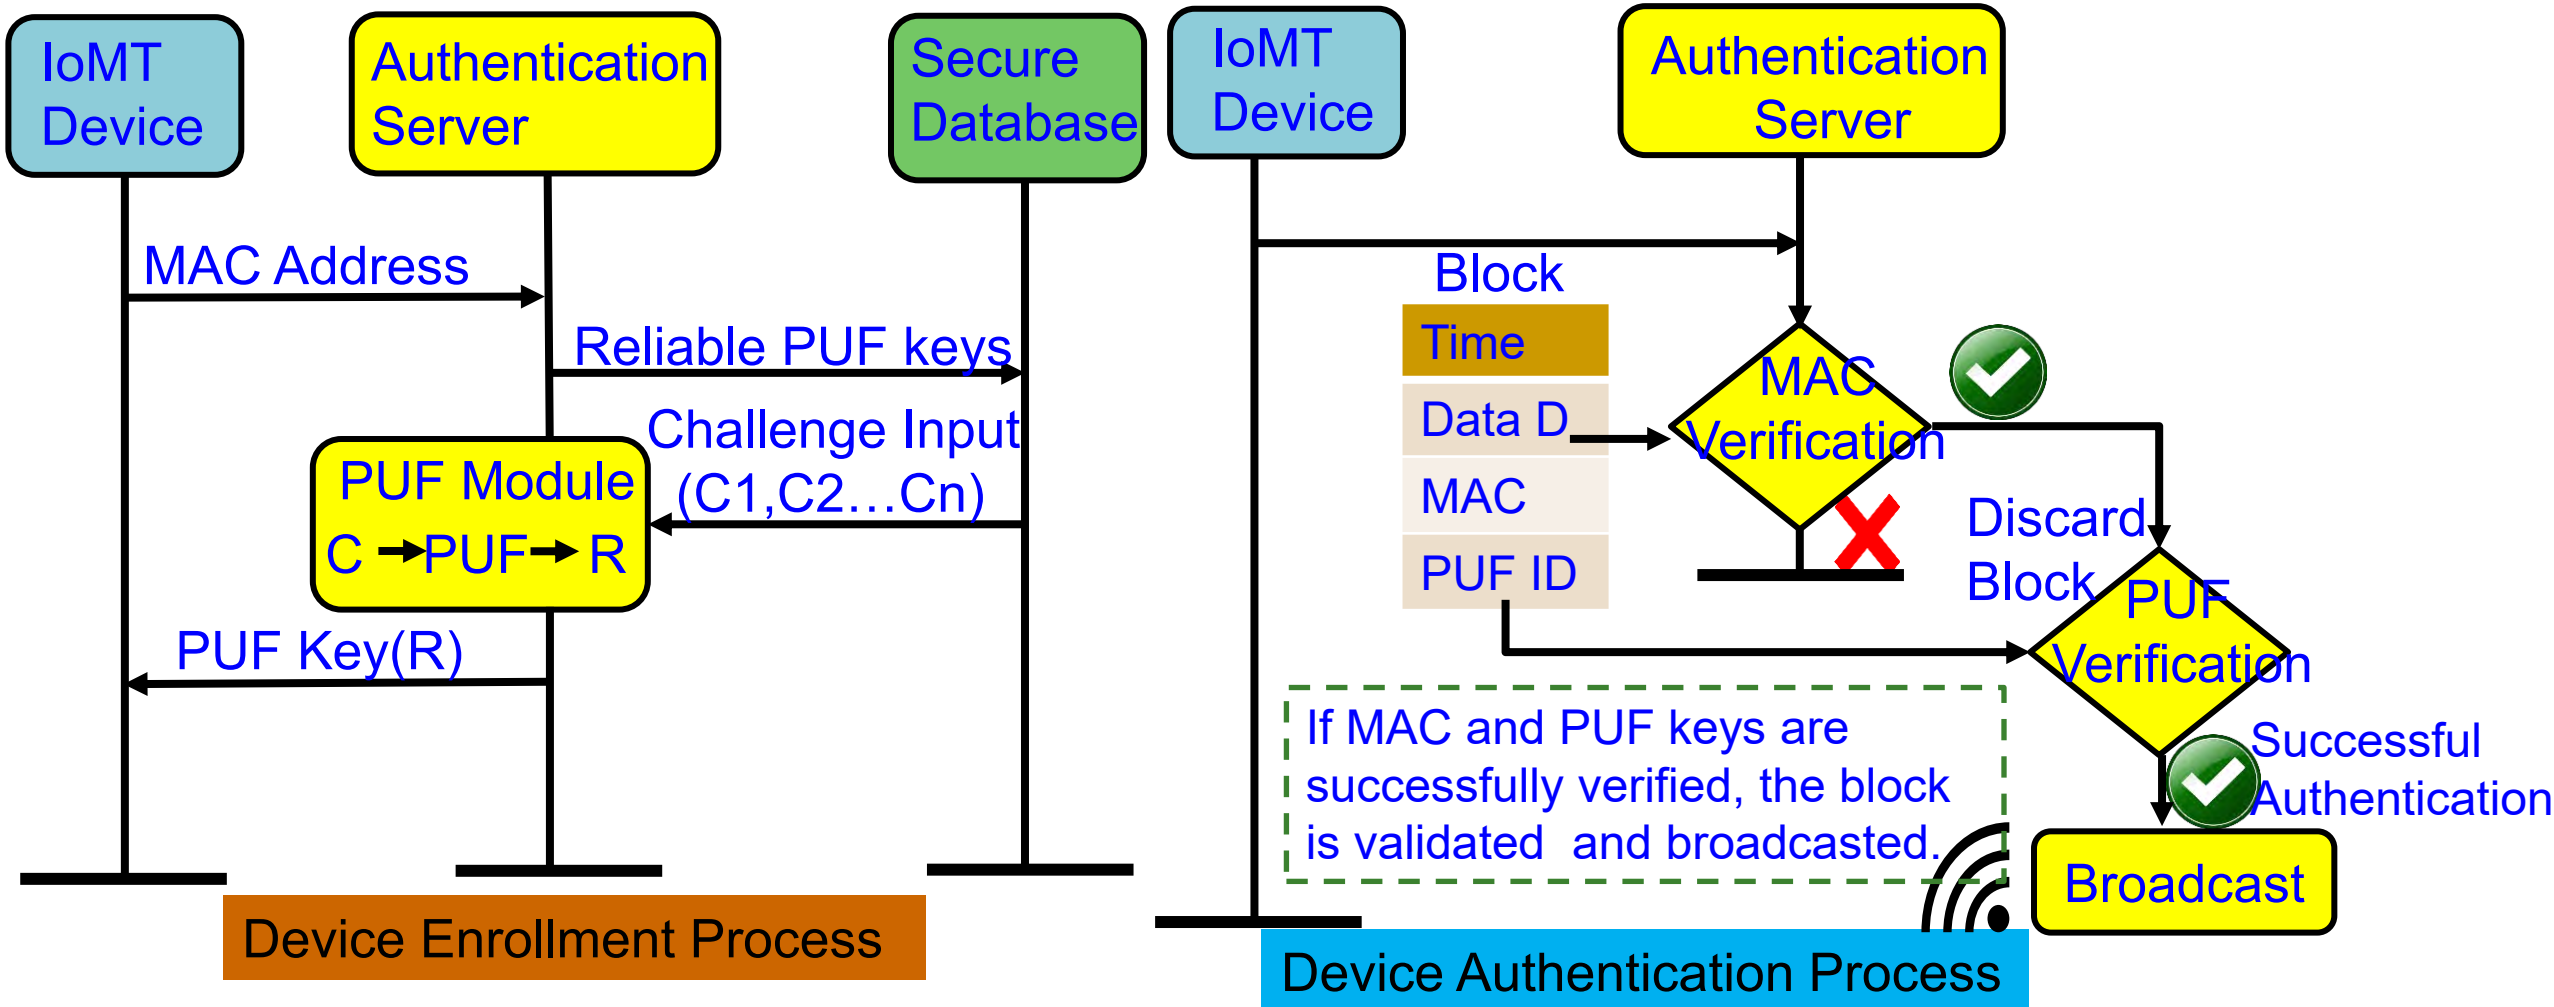 IoMT
Device
Authentication
Server
Secure
Database
MAC Address
Reliable PUF keys
Challenge Input
(C1,C2…Cn)
PUF Module
C PUF R
PUF Key(R)
Device Enrollment Process
IoMT
Device
Authentication
Server
Block
Time
Data D
MAC
PUF ID
MAC
Verification
Discard
Block
PUF
Verification
Successful
Authentication
If MAC and PUF keys are
successfully verified, the block
is validated and broadcasted.
Broadcast
Device Authentication Process